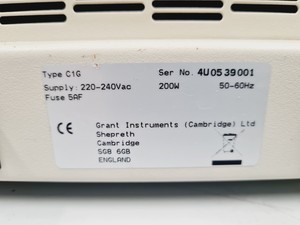 Type C1G Ser No. 4U0539001
Supply: 220-240Vac 200W 50-60Hz
Fuse 5AF
CE Grant Instruments (Cambridge) Ltd
Shepreth
Cambridge
SG8 6GB
ENGLAND